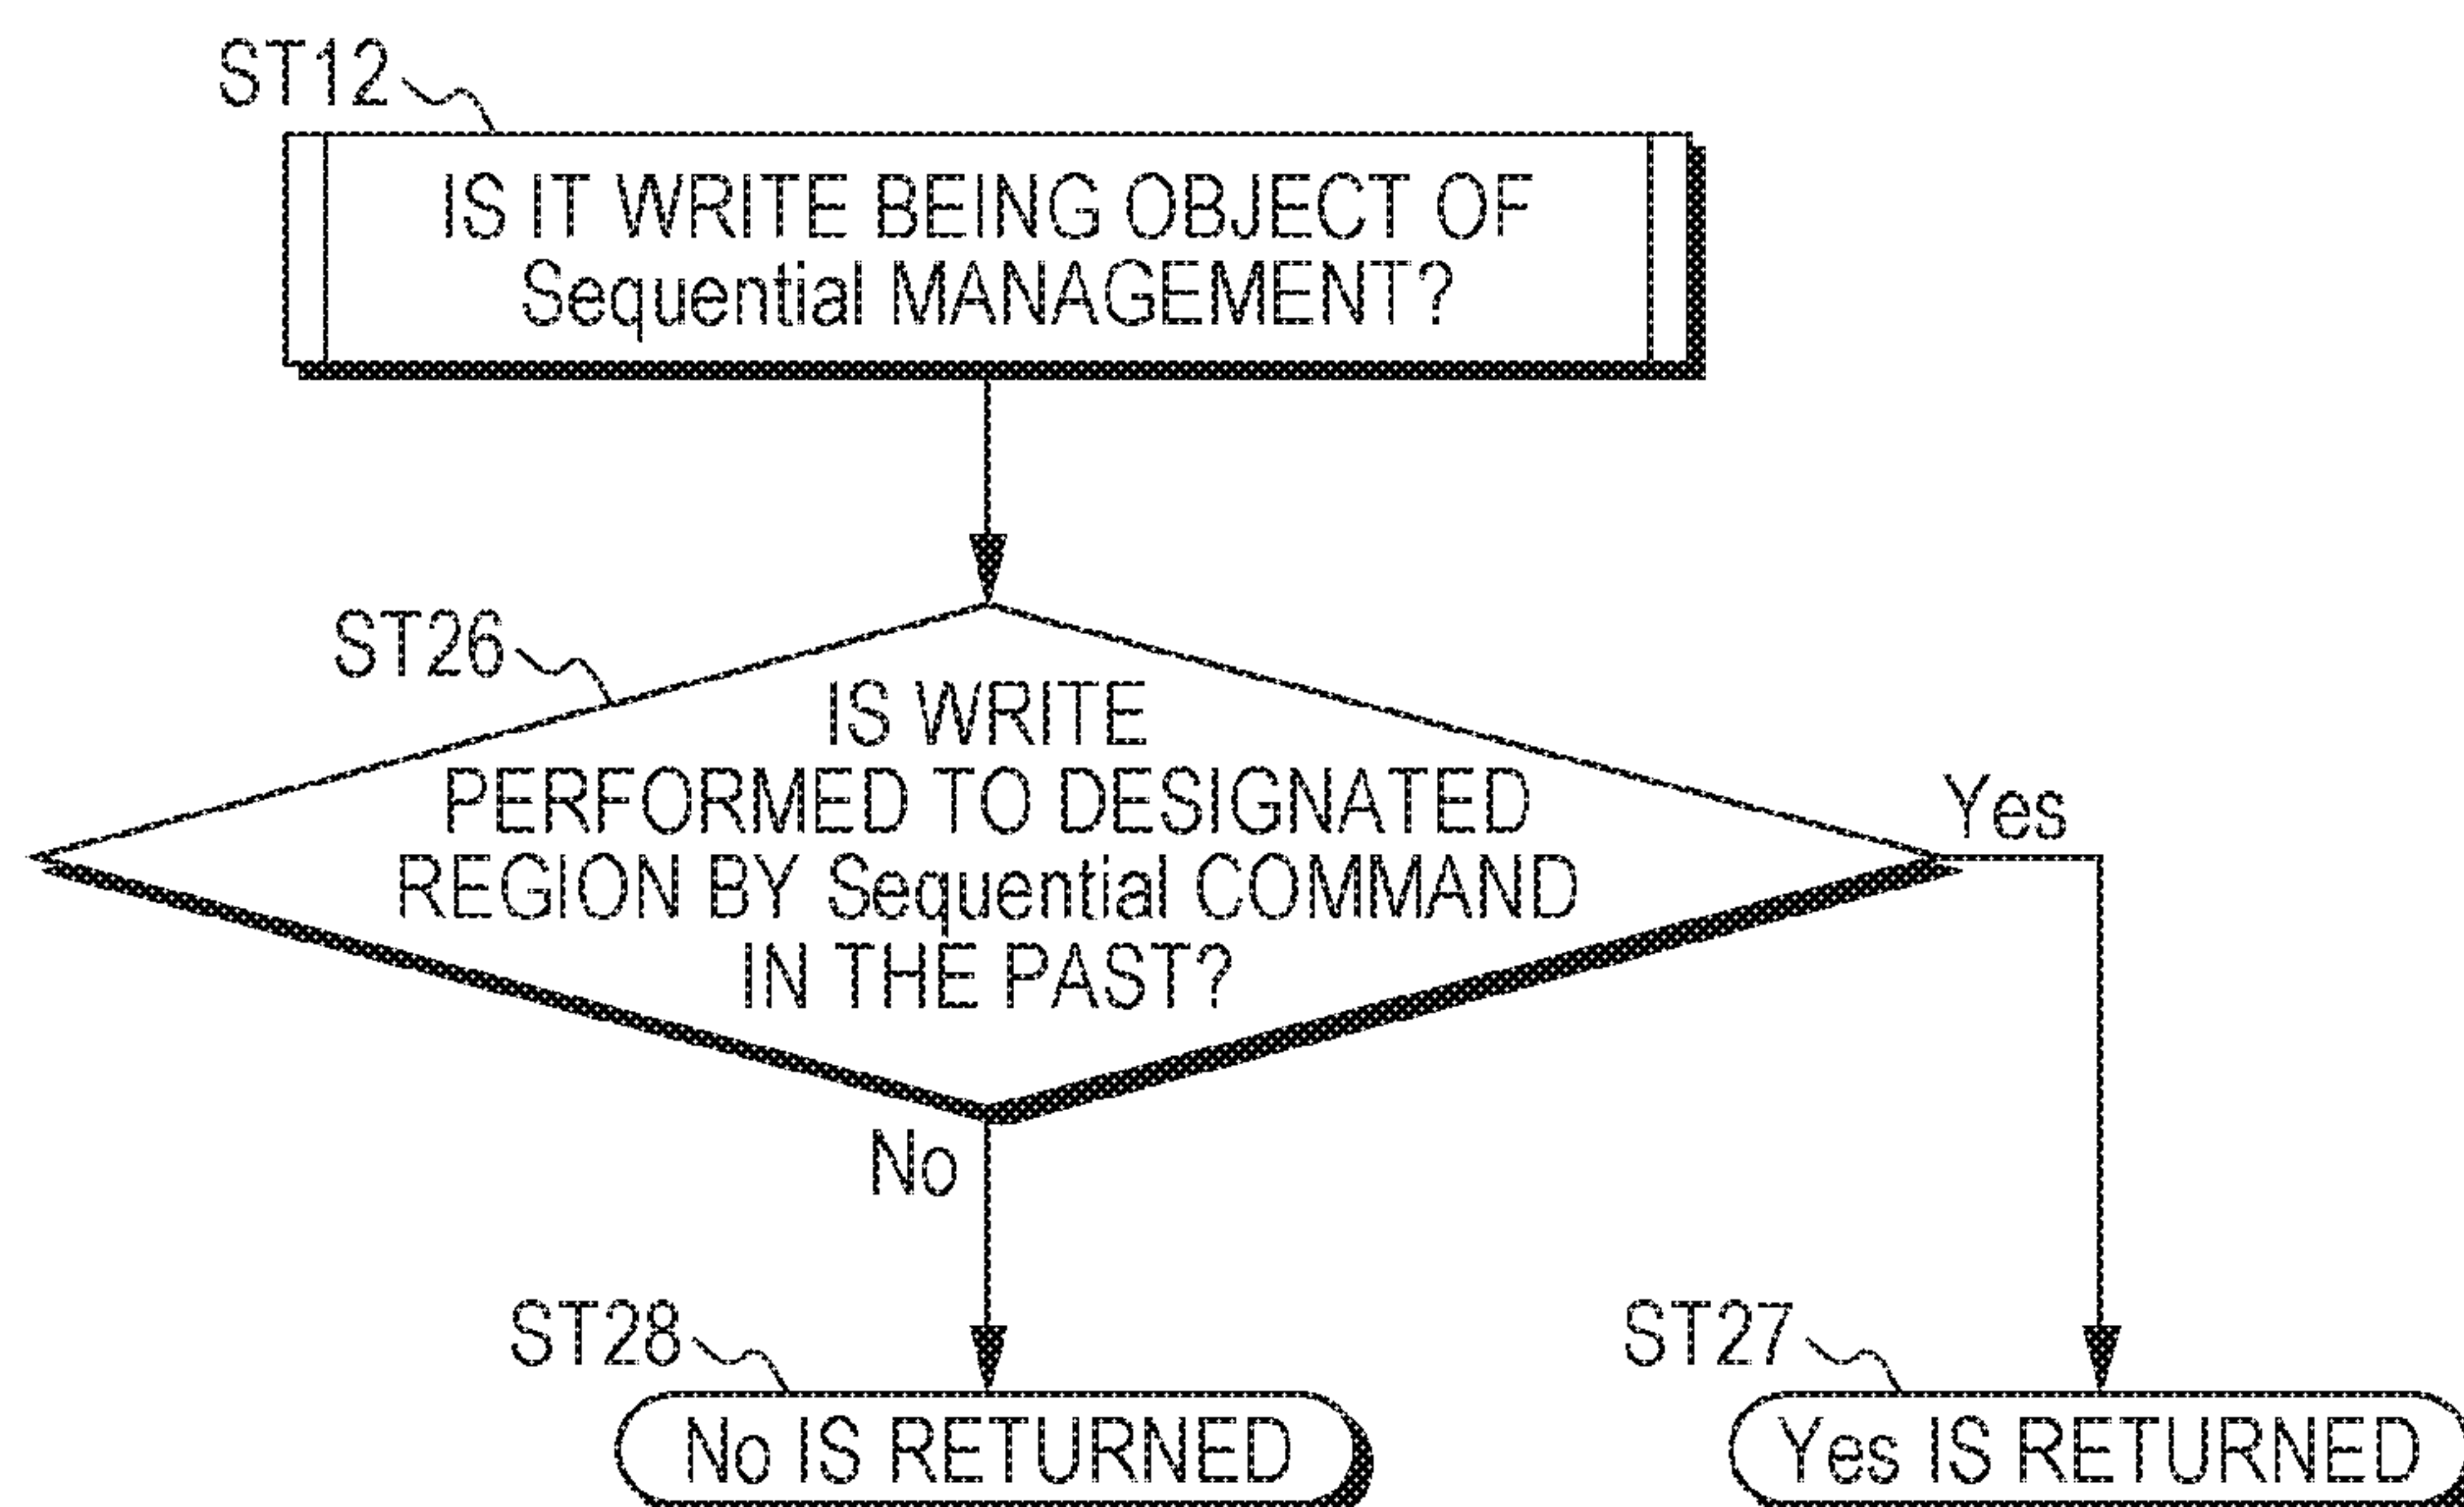 ST12
IS IT WRITE BEING OBJECT OF
Sequential MANAGEMENT?
ST26
IS WRITE
PERFORMED TO DESIGNATED
REGION BY Sequential COMMAND
IN THE PAST?
Yes
No
ST28
No IS RETURNED
ST27
Yes IS RETURNED